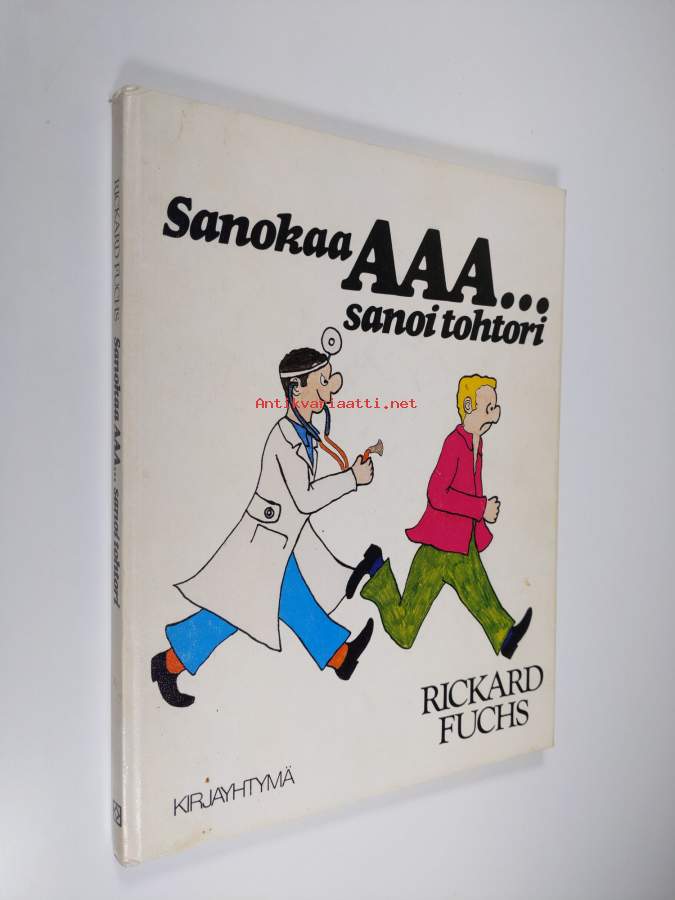 Sanokaa AAA...
sanoi tohtori
Antikvariaatti.net
RICKARD
FUCHS
KIRJAYHTYMÄ
RICKARD FUCHS Sanokaa AAA... sanoi tohtori